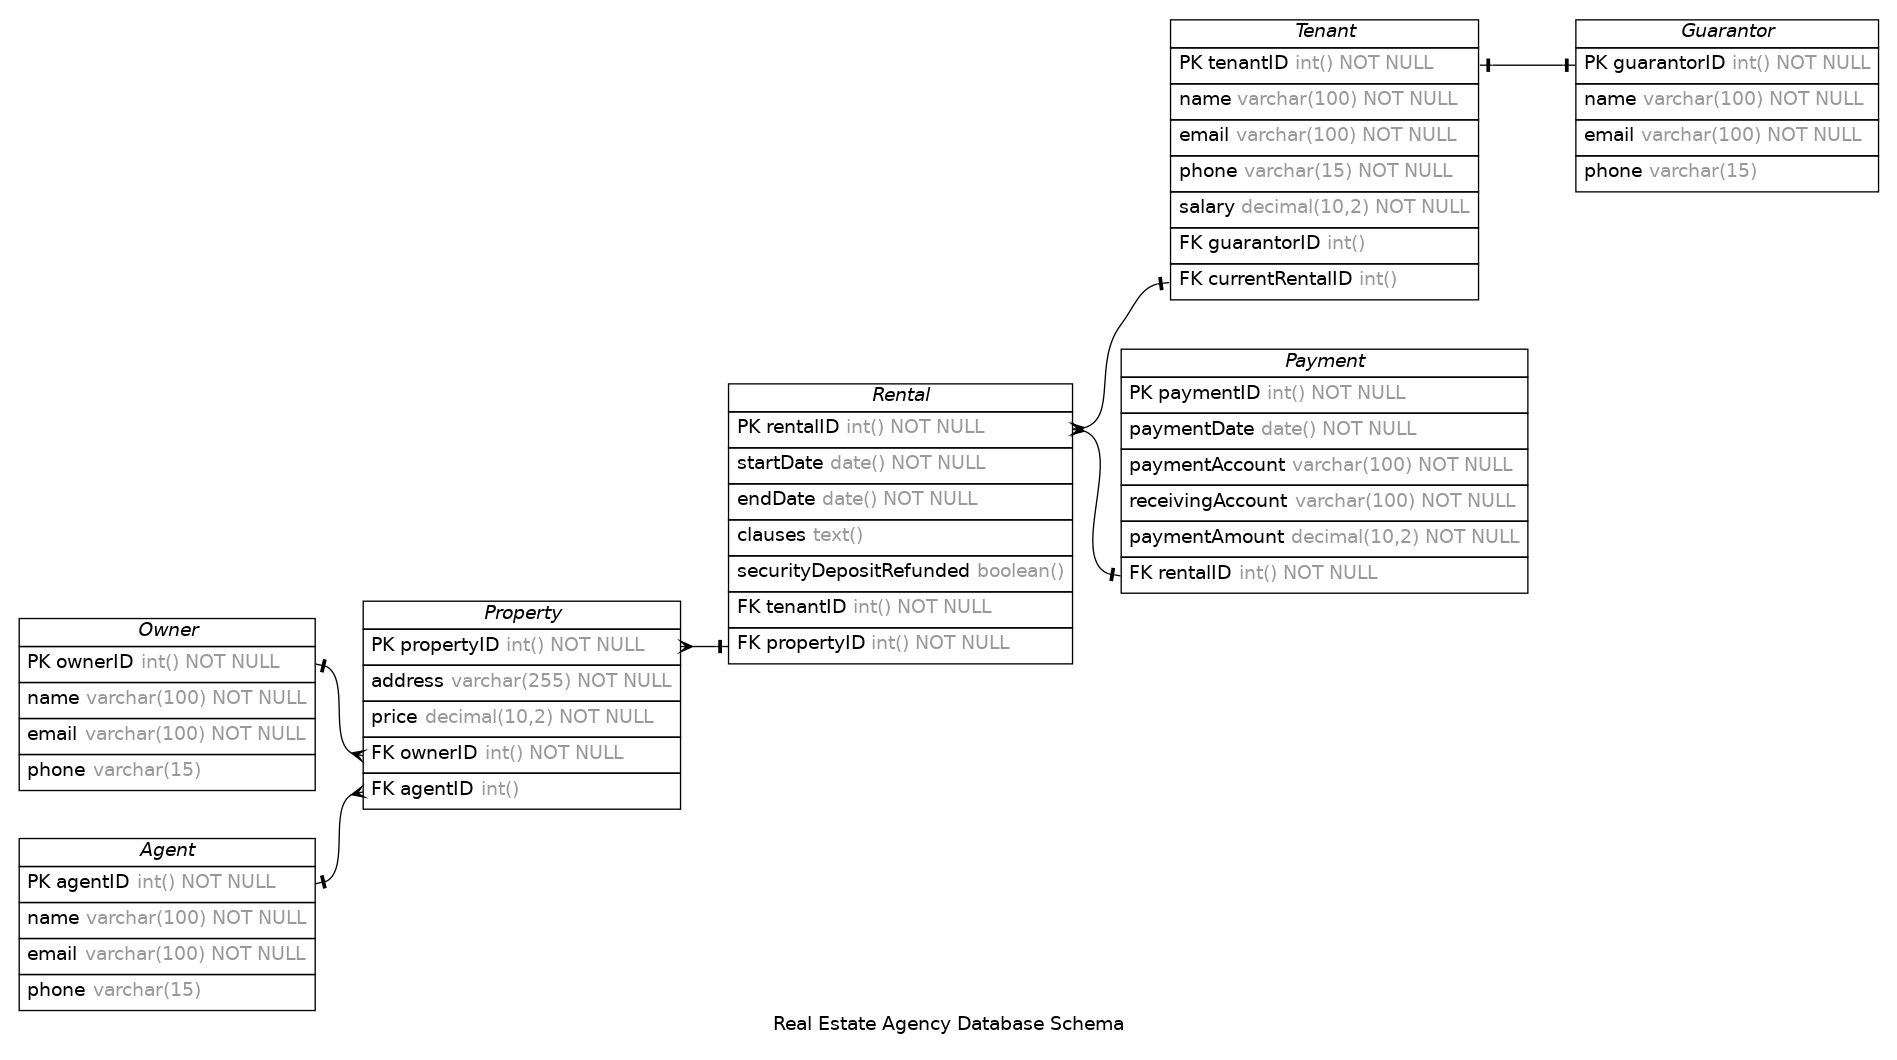 Tenant
PK tenantID int() NOT NULL
name varchar(100) NOT NULL
email varchar(100) NOT NULL
phone varchar(15) NOT NULL
salary decimal(10,2) NOT NULL
FK guarantorID int()
FK currentRentalID int()
Guarantor
PK guarantorID int() NOT NULL
name varchar(100) NOT NULL
email varchar(100) NOT NULL
phone varchar(15)
Payment
PK paymentID int() NOT NULL
paymentDate date() NOT NULL
paymentAccount varchar(100) NOT NULL
receivingAccount varchar(100) NOT NULL
paymentAmount decimal(10,2) NOT NULL
FK rentalID int() NOT NULL
Rental
PK rentalID int() NOT NULL
startDate date() NOT NULL
endDate date() NOT NULL
clauses text()
securityDepositRefunded boolean()
FK tenantID int() NOT NULL
FK propertyID int() NOT NULL
Property
PK propertyID int() NOT NULL
address varchar(255) NOT NULL
price decimal(10,2) NOT NULL
FK ownerID int() NOT NULL
FK agentID int()
Owner
PK ownerID int() NOT NULL
name varchar(100) NOT NULL
email varchar(100) NOT NULL
phone varchar(15)
Agent
PK agentID int() NOT NULL
name varchar(100) NOT NULL
email varchar(100) NOT NULL
phone varchar(15)
Real Estate Agency Database Schema